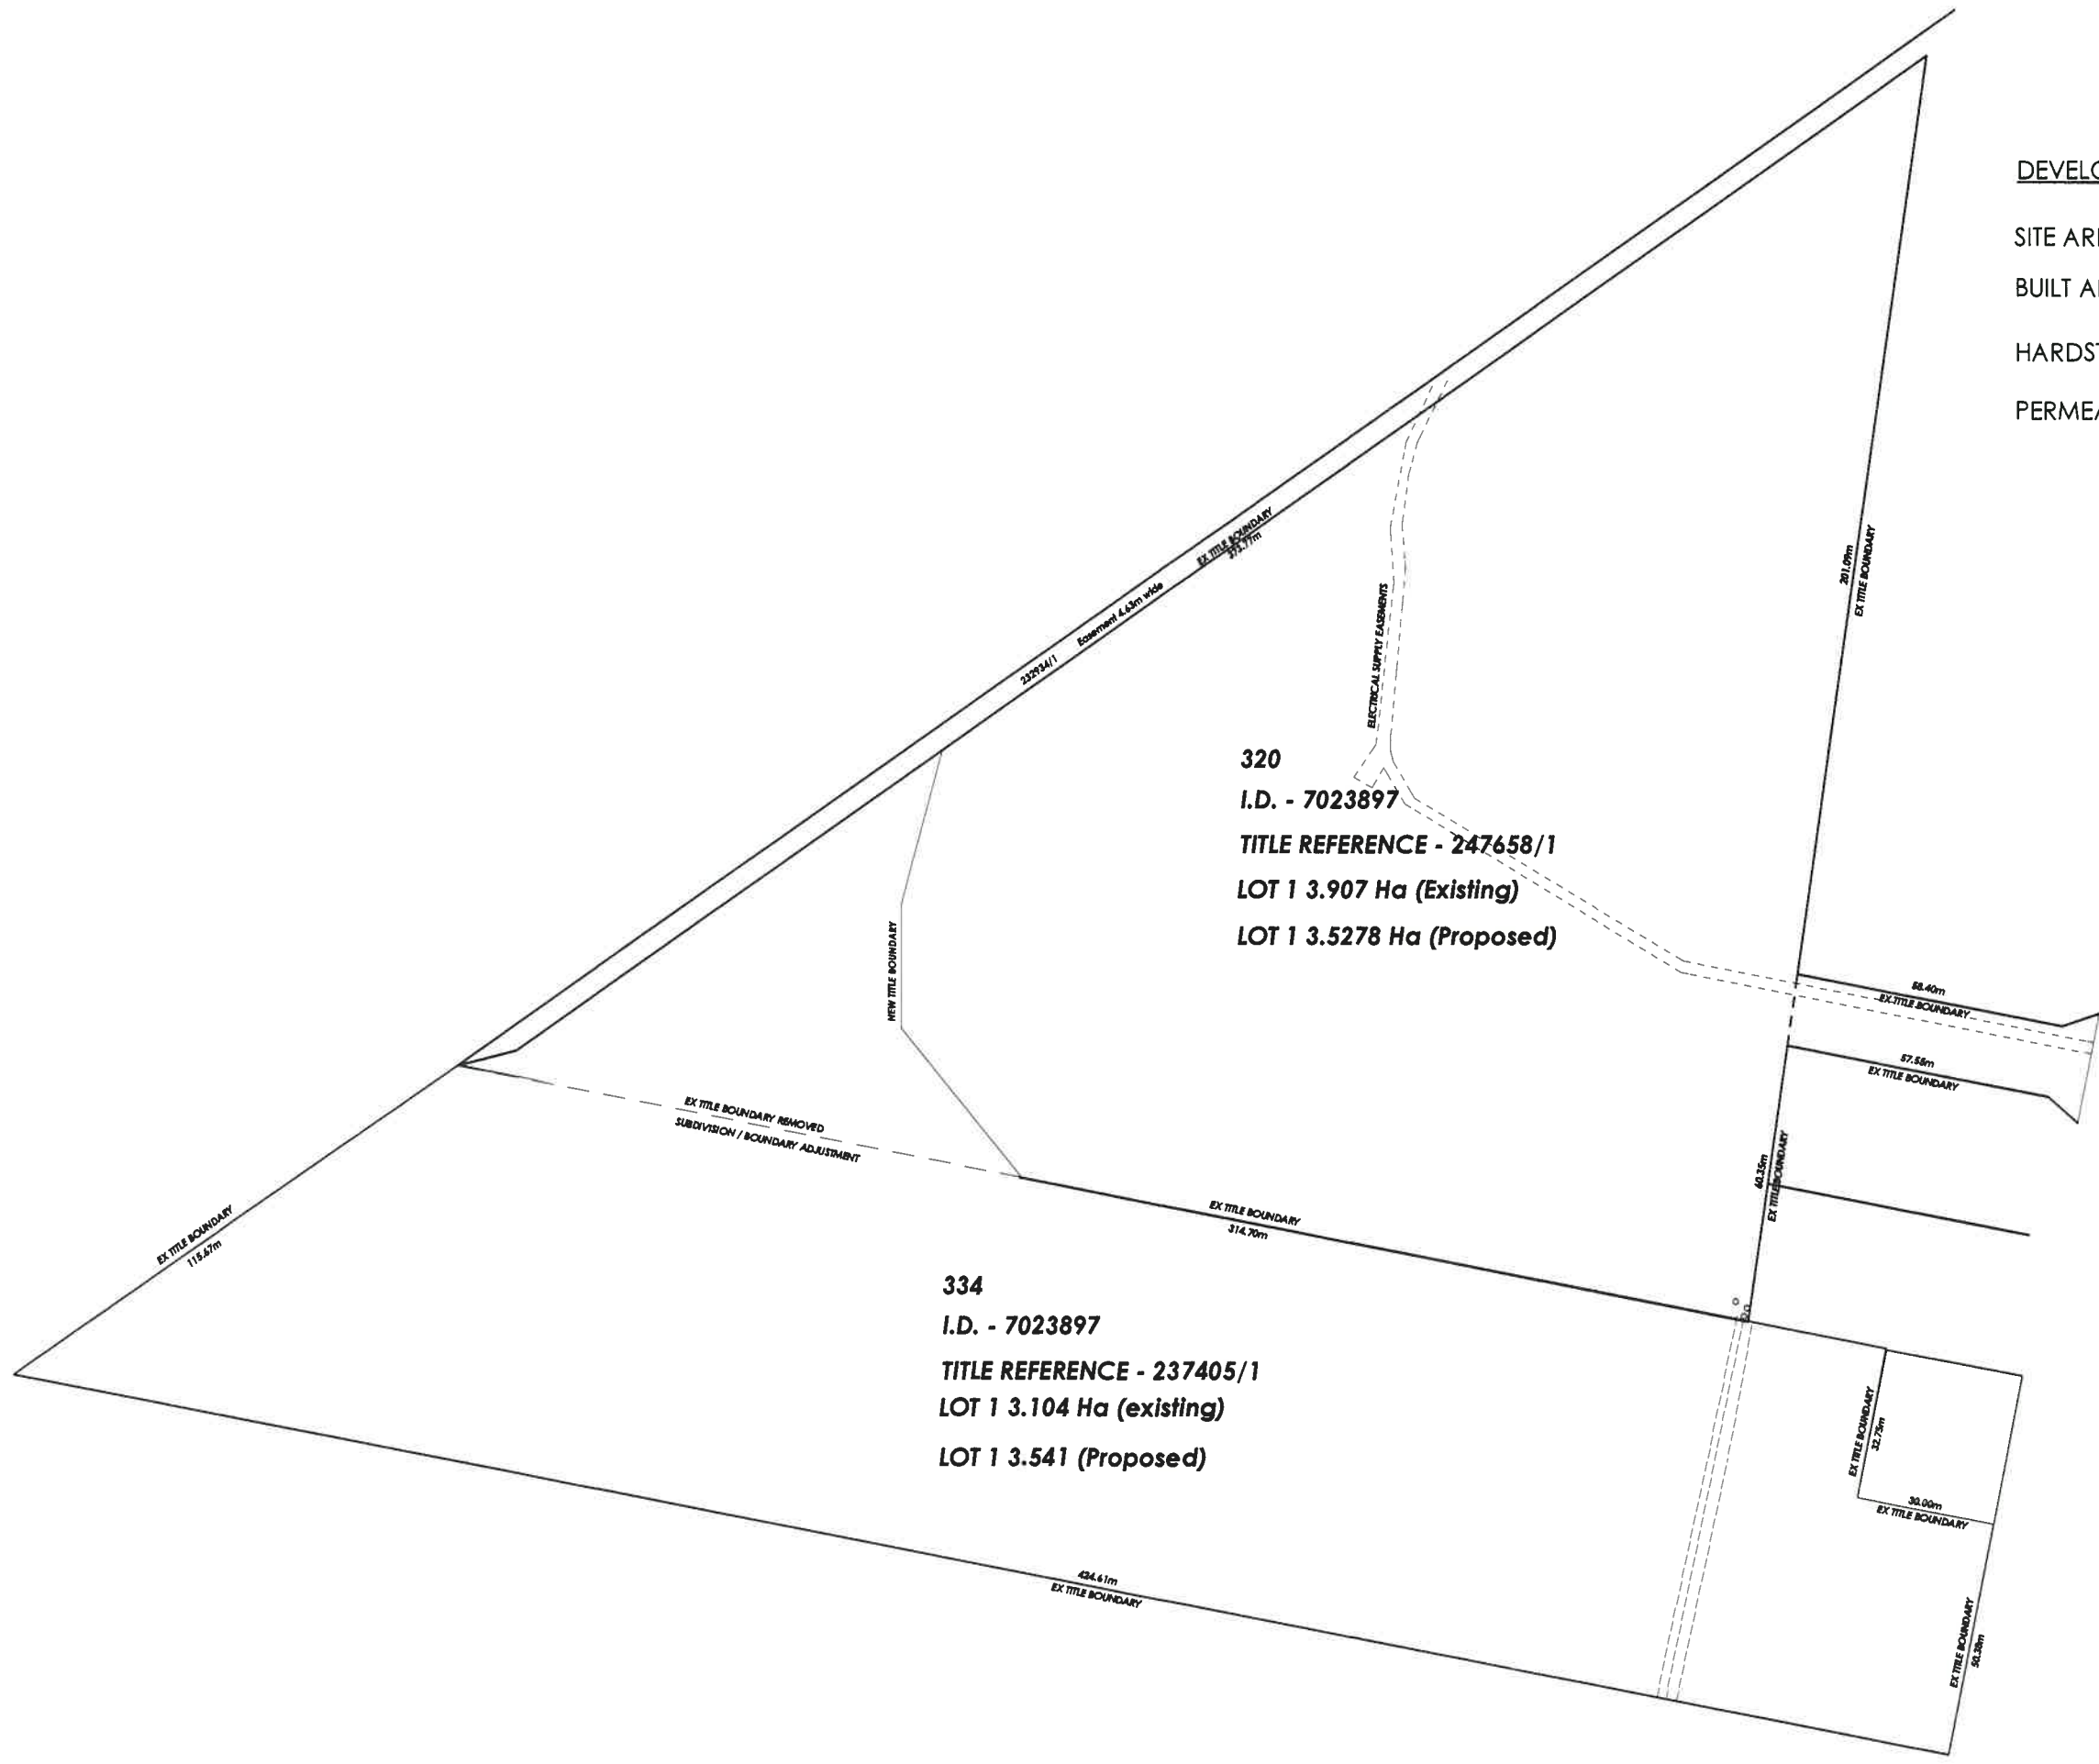 DEVELO
SITE ARE
BUILT A
HARDST
PERMEA
EX TITLE BOUNDARY
373.77m
Easement 4.63m wide
232934/1
201.09m
EX TITLE BOUNDARY
ELECTRICAL SUPPLY EASEMENTS
320
I.D. - 7023897
TITLE REFERENCE - 247658/1
LOT 1 3.907 Ha (Existing)
LOT 1 3.5278 Ha (Proposed)
NEW TITLE BOUNDARY
58.40m
EX TITLE BOUNDARY
57.55m
EX TITLE BOUNDARY
EX TITLE BOUNDARY REMOVED
SUBDIVISION / BOUNDARY ADJUSTMENT
60.35m
EX TITLE BOUNDARY
EX TITLE BOUNDARY
115.67m
EX TITLE BOUNDARY
314.70m
334
I.D. - 7023897
TITLE REFERENCE - 237405/1
LOT 1 3.104 Ha (existing)
LOT 1 3.541 (Proposed)
EX TITLE BOUNDARY
32.75m
30.00m
EX TITLE BOUNDARY
424.61m
EX TITLE BOUNDARY
EX TITLE BOUNDARY
50.38m